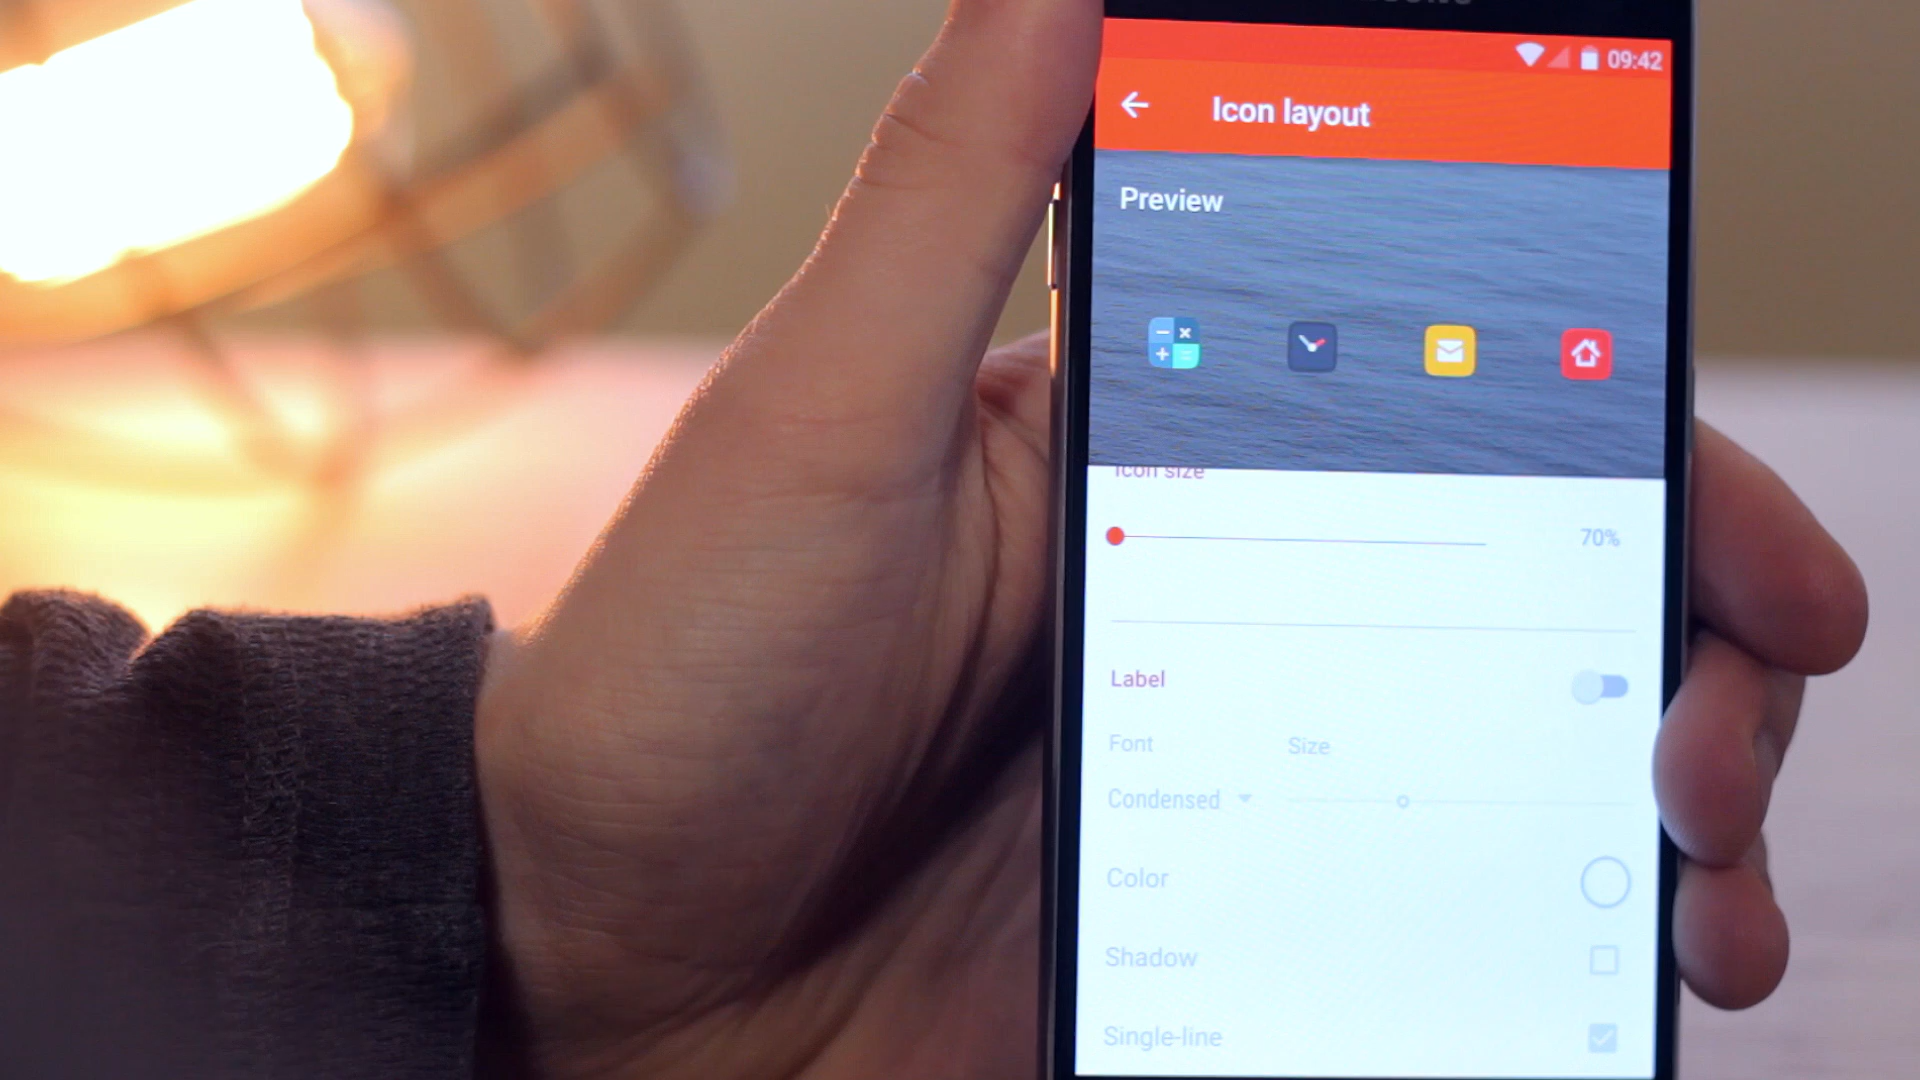 09:42
Icon layout
Preview
Icon size
70%
Label
Font Size
Condensed
Color
Shadow
Single-line